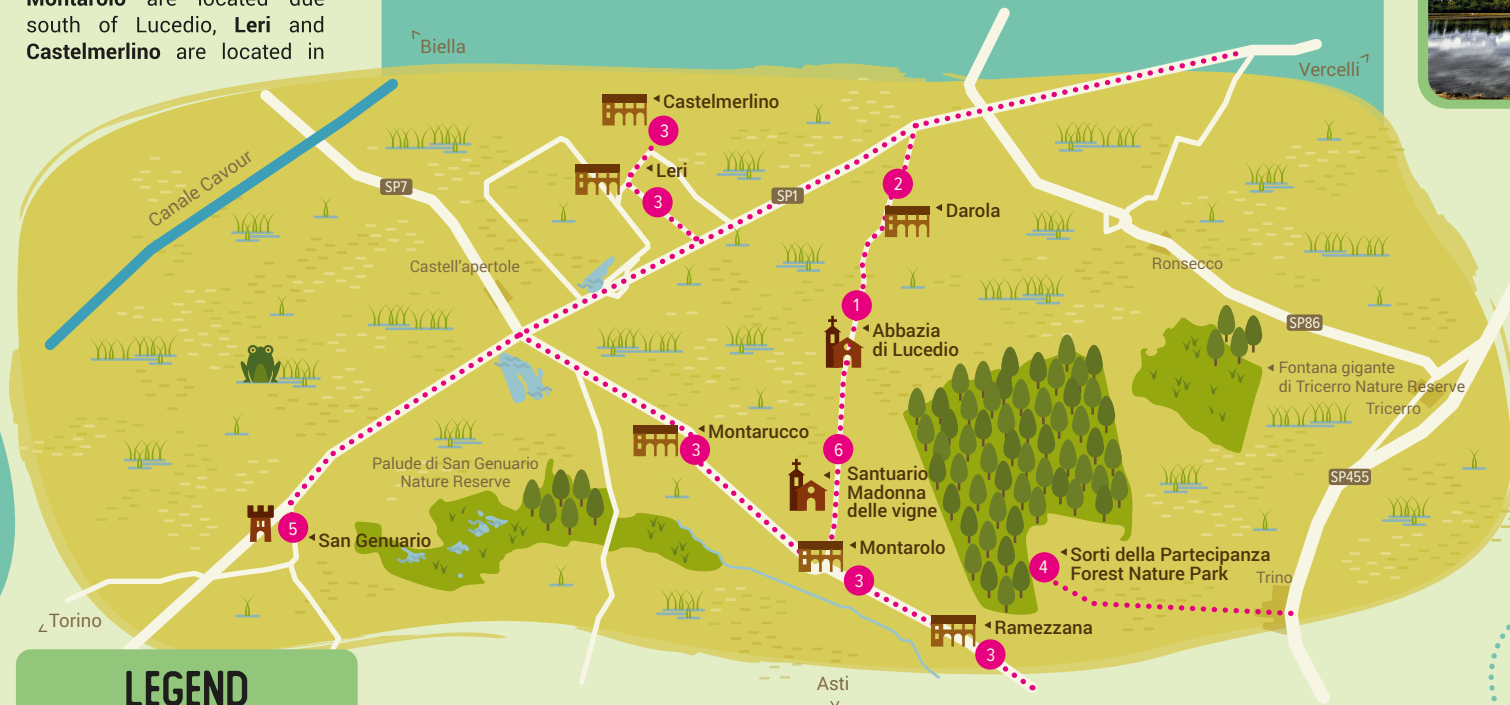 Montarolo are located due
south of Lucedio, Leri and
Castelmerlino are located in
Biella
Vercelli
Castelmerlino
3
Canale Cavour
SP7
Leri
3
SP1
2
Darola
Castell'apertole
Ronsecco
1
Abbazia
di Lucedio
SP86
Fontana gigante
di Tricerro Nature Reserve
Tricerro
Montarucco
3
6
Palude di San Genuario
Nature Reserve
Santuario
Madonna
delle vigne
SP455
5
San Genuario
Montarolo
3
4
Sorti della Partecipanza
Forest Nature Park
Trino
Torino
Ramezzana
3
Asti
LEGEND